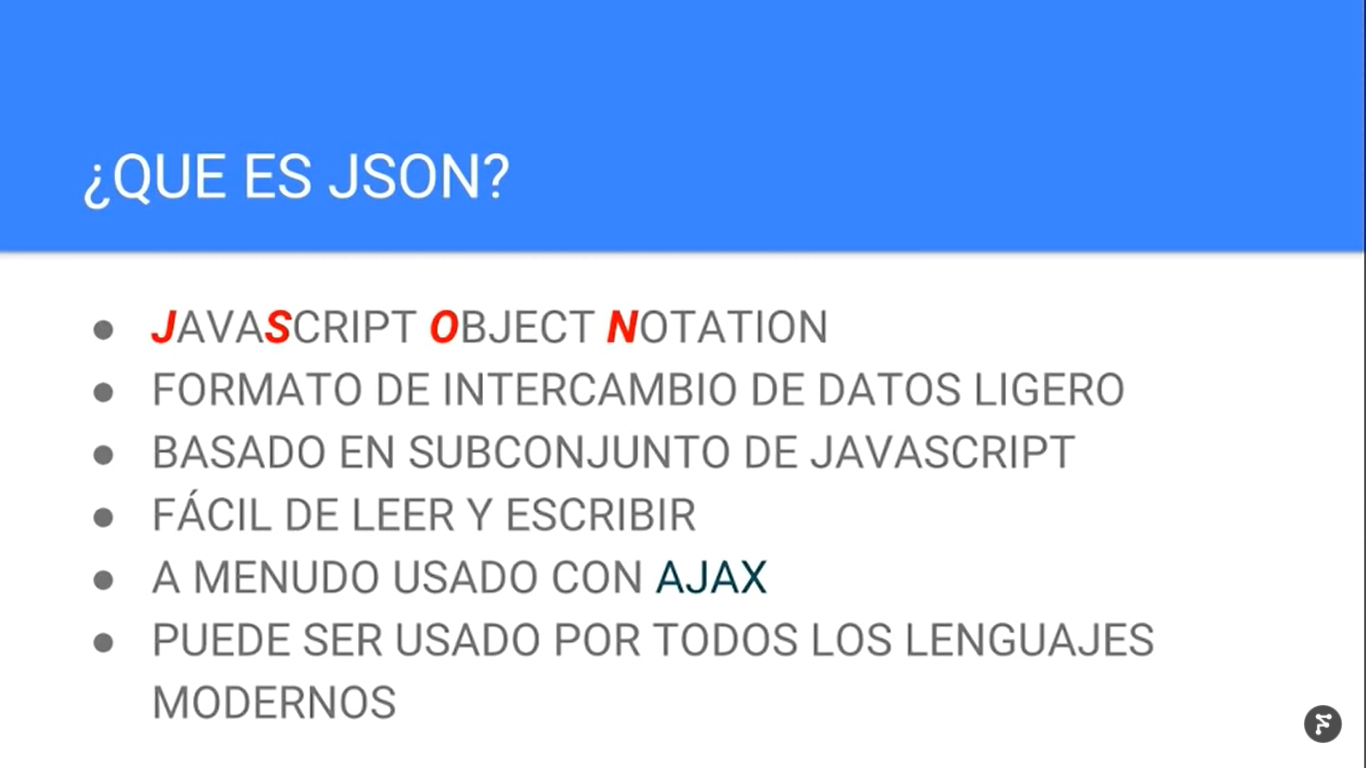 ¿QUE ES JSON?
JAVASCRIPT OBJECT NOTATION
FORMATO DE INTERCAMBIO DE DATOS LIGERO
BASADO EN SUBCONJUNTO DE JAVASCRIPT
FÁCIL DE LEER Y ESCRIBIR
A MENUDO USADO CON AJAX
PUEDE SER USADO POR TODOS LOS LENGUAJES
MODERNOS